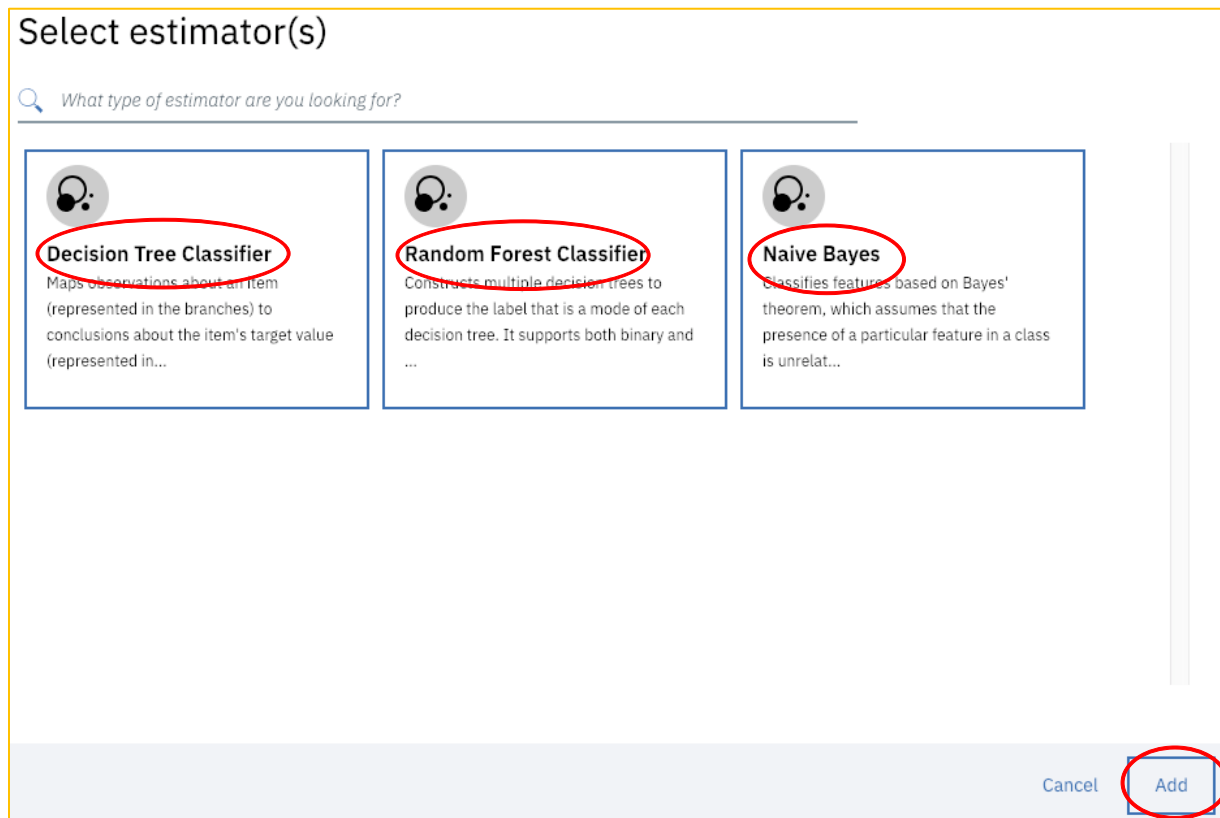 Select estimator(s)
What type of estimator are you looking for?
Decision Tree Classifier
Maps observations about an item
(represented in the branches) to
conclusions about the item's target value
(represented in...
Random Forest Classifier
Constructs multiple decision trees to
produce the label that is a mode of each
decision tree. It supports both binary and
...
Naive Bayes
Classifies features based on Bayes'
theorem, which assumes that the
presence of a particular feature in a class
is unrelat...
Cancel
Add